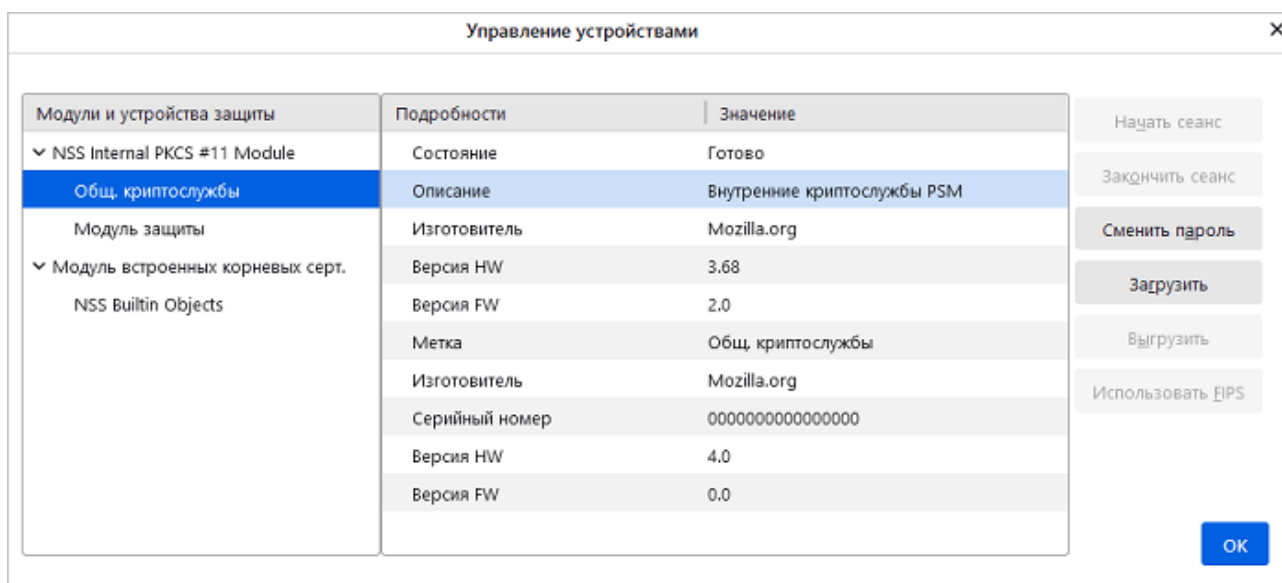 Управление устройствами
Модули и устройства защиты
NSS Internal PKCS #11 Module
Общ. криптослужбы
Модуль защиты
Модуль встроенных корневых серт.
NSS Builtin Objects
Подробности Значение
Состояние Готово
Описание Внутренние криптослужбы PSM
Изготовитель Mozilla.org
Версия HW 3.68
Версия FW 2.0
Метка Общ. криптослужбы
Изготовитель Mozilla.org
Серийный номер 0000000000000000
Версия HW 4.0
Версия FW 0.0
Начать сеанс
Закончить сеанс
Сменить пароль
Загрузить
Выгрузить
Использовать FIPS
ОК